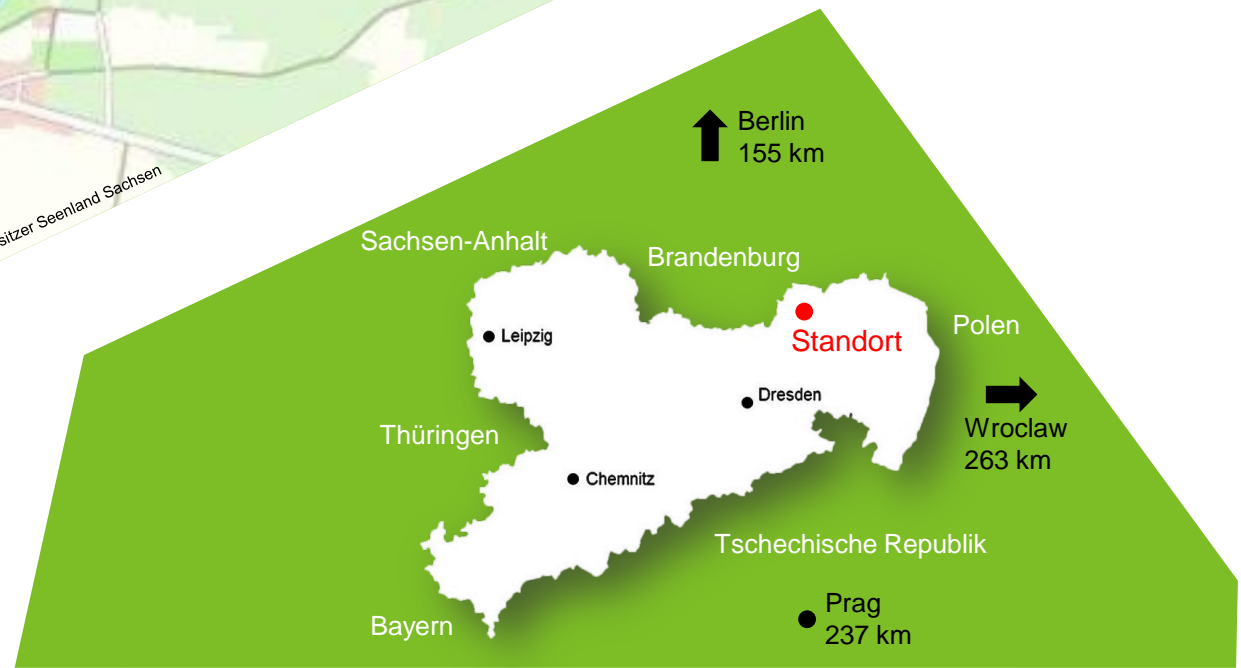 Berlin
155 km
sitzer Seenland Sachsen
Sachsen-Anhalt
Brandenburg
Polen
Leipzig
Standort
Dresden
Wroclaw
263 km
Thüringen
Chemnitz
Tschechische Republik
Prag
237 km
Bayern